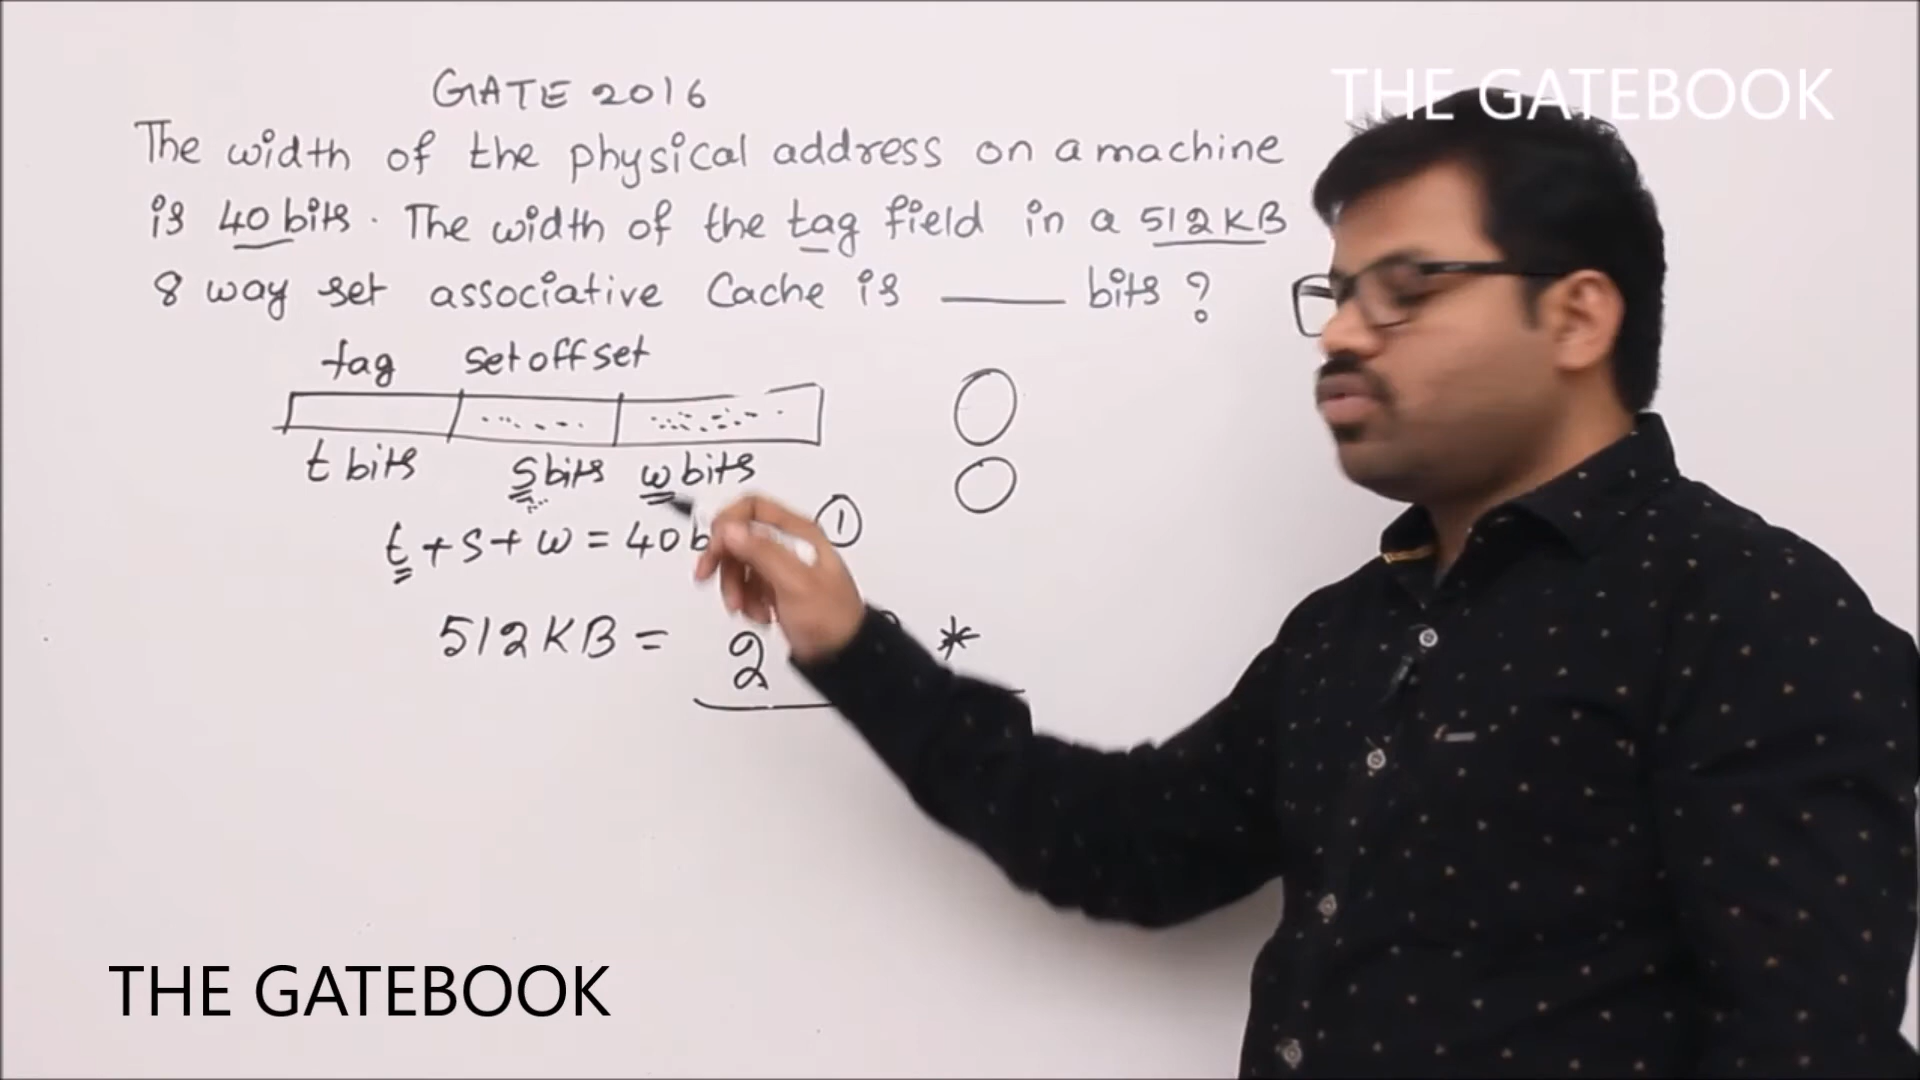 THE GATEBOOK
GATE 2016
The width of the physical address on a machine
is 40 bits. The width of the tag field in a 512KB
8 way set associative Cache is ____ bits?
tag set offset
t bits s bits w bits
t + s + w = 40 b 1
512KB = 2 *
THE GATEBOOK